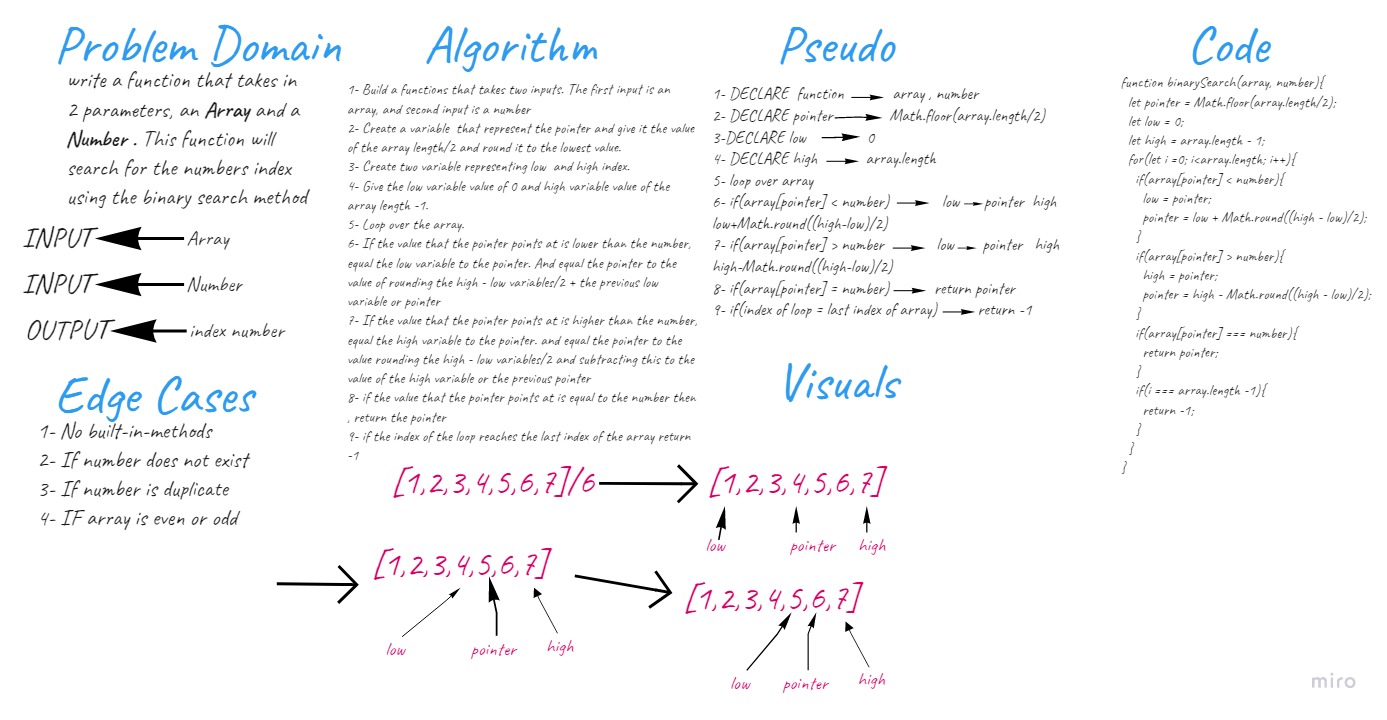 Problem Domain
write a function that takes in
2 parameters, an Array and a
Number . This function will
search for the numbers index
using the binary search method
INPUT Array
INPUT Number
OUTPUT index number
Edge Cases
1- No built-in-methods
2- If number does not exist
3- If number is duplicate
4- IF array is even or odd
Algorithm
1- Build a functions that takes two inputs. The first input is an
array, and second input is a number
2- Create a variable that represent the pointer and give it the value
of the array length/2 and round it to the lowest value.
3- Create two variable representing low and high index.
4- Give the low variable value of 0 and high variable value of the
array length -1.
5- Loop over the array.
6- If the value that the pointer points at is lower than the number,
equal the low variable to the pointer. And equal the pointer to the
value of rounding the high - low variables/2 + the previous low
variable or pointer
7- If the value that the pointer points at is higher than the number,
equal the high variable to the pointer. and equal the pointer to the
value rounding the high - low variables/2 and subtracting this to the
value of the high variable or the previous pointer
8- if the value that the pointer points at is equal to the number then
, return the pointer
9- if the index of the loop reaches the last index of the array return
-1
Pseudo
1- DECLARE function array , number
2- DECLARE pointer Math.floor(array.length/2)
3-DECLARE low 0
4- DECLARE high array.length
5- loop over array
6- if(array[pointer] < number) low pointer high
low+Math.round((high-low)/2)
7- if(array[pointer] > number low pointer high
high-Math.round((high-low)/2)
8- if(array[pointer] = number) return pointer
9- if(index of loop = last index of array) return -1
Visuals
[1,2,3,4,5,6,7]/6
[1,2,3,4,5,6,7]
low pointer high
[1,2,3,4,5,6,7]
low pointer high
[1,2,3,4,5,6,7]
low pointer high
Code
function binarySearch(array, number){
let pointer = Math.floor(array.length/2);
let low = 0;
let high = array.length - 1;
for(let i =0; i<array.length; i++){
if(array[pointer] < number){
low = pointer;
pointer = low + Math.round((high - low)/2);
}
if(array[pointer] > number){
high = pointer;
pointer = high - Math.round((high - low)/2);
}
if(array[pointer] === number){
return pointer;
}
if(i === array.length -1){
return -1;
}
}
}
miro